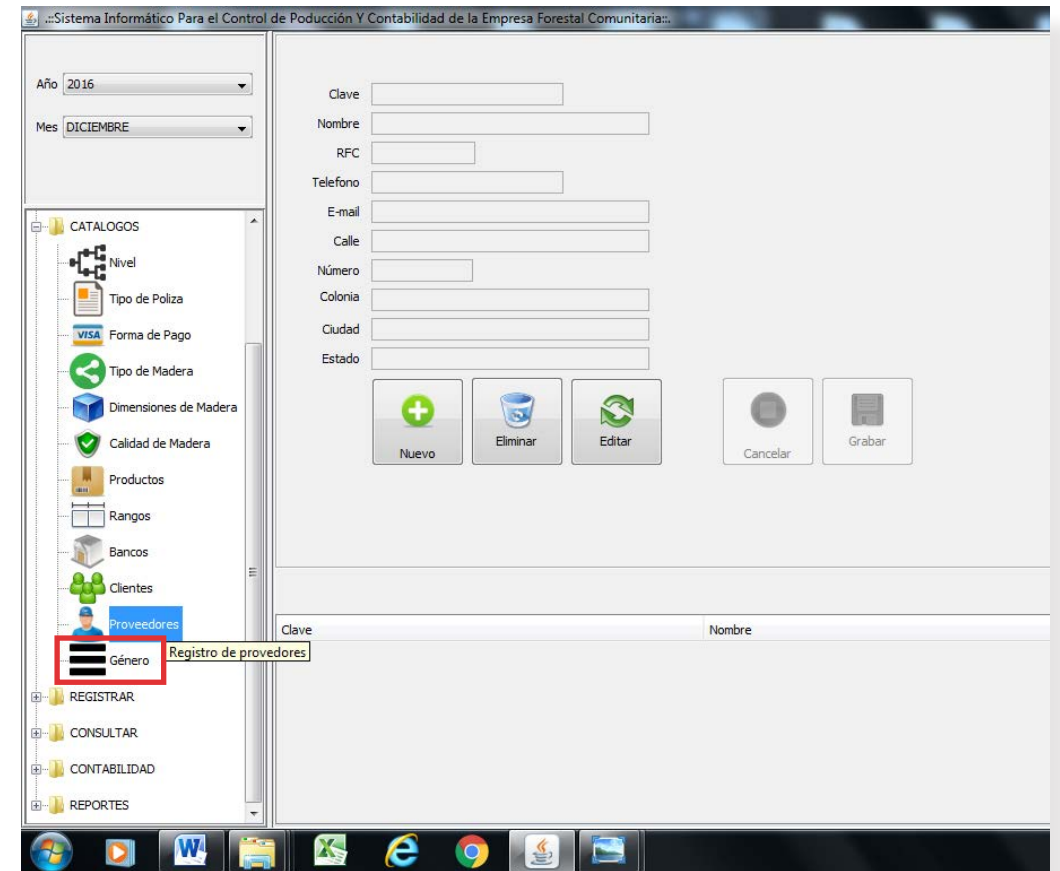 .::Sistema Informático Para el Control de Poducción Y Contabilidad de la Empresa Forestal Comunitaria::.
Año 2016
Mes DICIEMBRE
CATALOGOS
Nivel
Tipo de Poliza
VISA Forma de Pago
Tipo de Madera
Dimensiones de Madera
Calidad de Madera
Productos
Rangos
Bancos
Clientes
Proveedores
Género
Registro de provedores
REGISTRAR
CONSULTAR
CONTABILIDAD
REPORTES
Clave
Nombre
RFC
Telefono
E-mail
Calle
Número
Colonia
Ciudad
Estado
Nuevo
Eliminar
Editar
Cancelar
Grabar
Clave Nombre